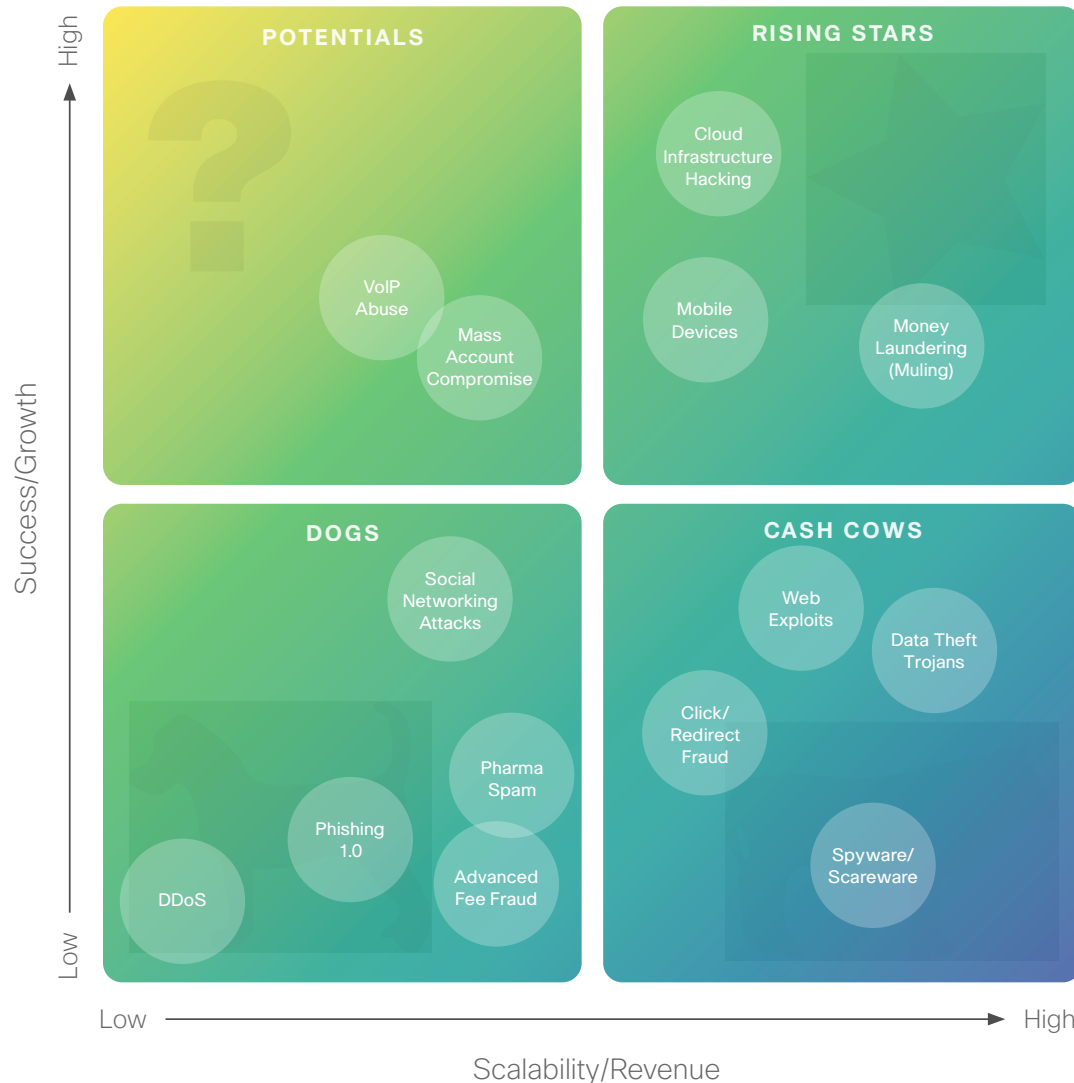 High
POTENTIALS
RISING STARS
?
Cloud
Infrastructure
Hacking
VoIP
Abuse
Mobile
Devices
Mass
Account
Compromise
Money
Laundering
(Muling)
Success/Growth
DOGS
CASH COWS
Social
Networking
Attacks
Web
Exploits
Data Theft
Trojans
Click/
Redirect
Fraud
Pharma
Spam
Phishing
1.0
Advanced
Fee Fraud
DDoS
Spyware/
Scareware
Low
Low
High
Scalability/Revenue